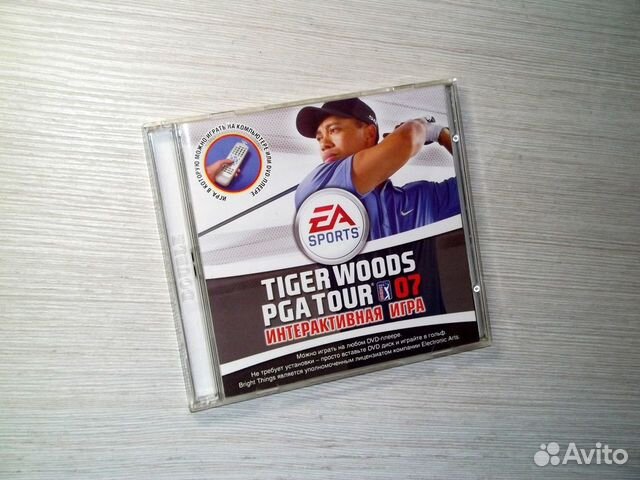 ИГРА, В КОТОРУЮ МОЖНО ИГРАТЬ НА КОМПЬЮТЕРЕ ИЛИ DVD-ПЛЕЕРЕ
EA
SPORTS
TIGER WOODS
PGA TOUR 07
ИНТЕРАКТИВНАЯ ИГРА
Можно играть на любом DVD-плеере.
Не требует установки – просто вставьте DVD диск и играйте в гольф.
Bright Things является уполномоченным лицензиатом компании Electronic Arts.
Avito